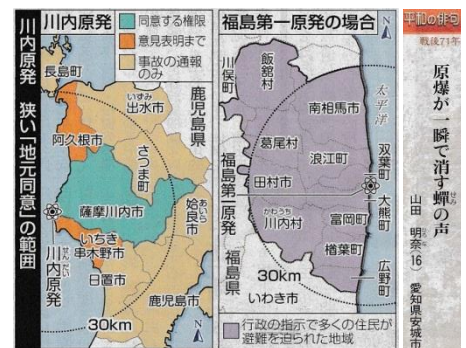 川内原発 狭い「地元同意」の範囲
川内原発
同意する権限
意見表明まで
事故の通報のみ
長島町
いずみ
出水市
鹿児島県
阿久根市
さつま町
薩摩川内市
あいら
姶良市
いちき
串木野市
せんだい
川内原発
日置市
鹿児島市
30km
N
福島第一原発の場合
N
川俣町
飯舘村
南相馬市
太平洋
葛尾村
浪江町
双葉町
田村市
大熊町
福島第一原発
かわうち
川内村
富岡町
楢葉町
福島県
広野町
30km
いわき市
行政の指示で多くの住民が
避難を迫られた地域
平和の俳句
戦後71年
原爆が一瞬で消す蟬の声
山田 明奈(16) 愛知県安城市